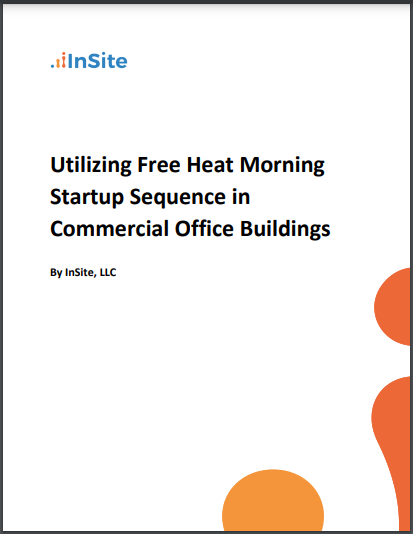 InSite
Utilizing Free Heat Morning
Startup Sequence in
Commercial Office Buildings
By InSite, LLC